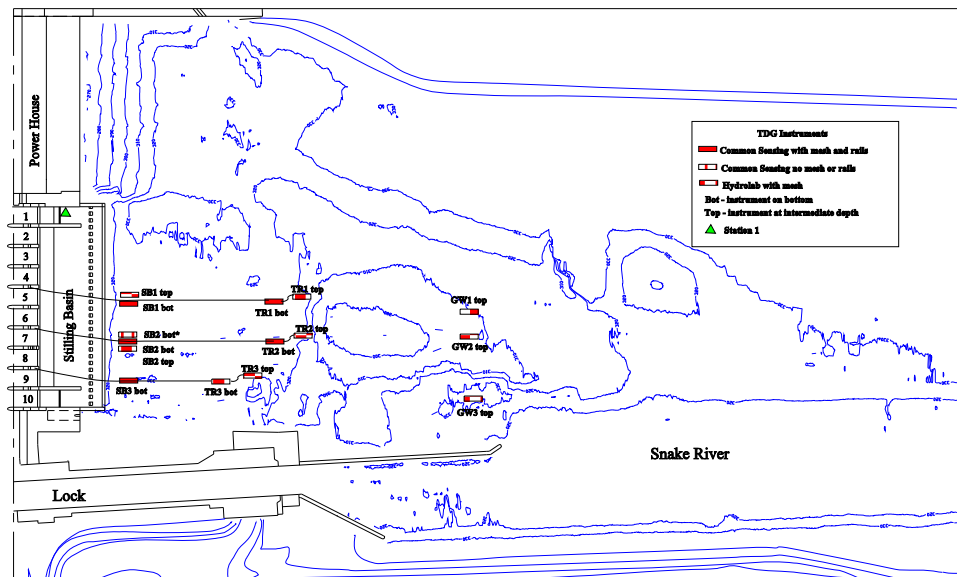 Power House
TDG Instruments
Common Sensing with mesh and rails
Common Sensing no mesh or rails
Hydrolab with mesh
Bot - instrument on bottom
Top - instrument at intermediate depth
Station 1
1
2
3
4
5
6
7
8
9
10
Stilling Basin
SB1 top
SB1 bot
TR1 top
TR1 bot
GW1 top
SB2 bot*
SB2 bot
SB2 top
TR2 top
TR2 bot
GW2 top
SB3 bot
TR3 top
TR3 bot
GW3 top
Snake River
Lock